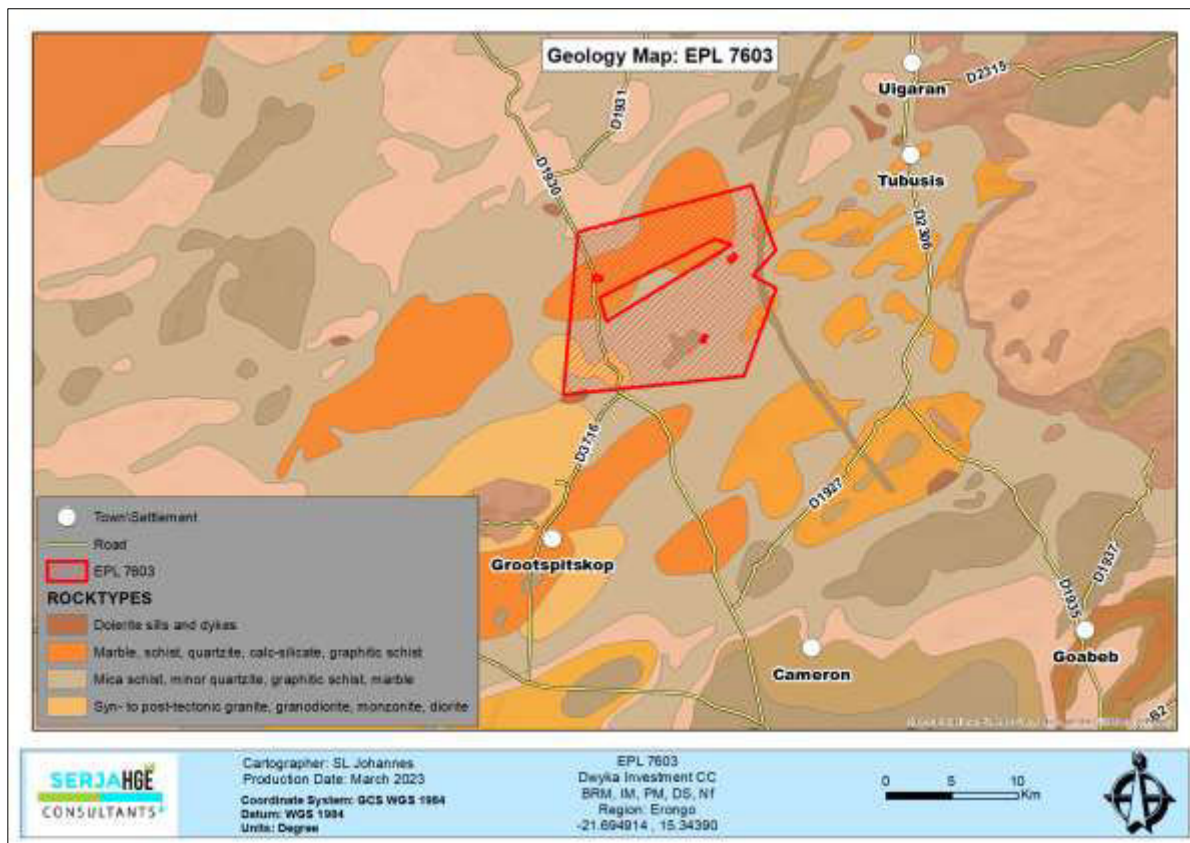 Geology Map: EPL 7603
Uigaran
D2315
D1931
D1930
Tubusis
D2306
D3716
D1927
Grootspitskop
D1937
D1935
Cameron
Goabeb
B2
Town\Settlement
Road
EPL 7603
ROCKTYPES
Dolerite sills and dykes
Marble, schist, quartzite, calc-silicate, graphitic schist
Mica schist, minor quartzite, graphitic schist, marble
Syn- to post-tectonic granite, granodiorite, monzonite, diorite
SERJAHGE
CONSULTANTS
Cartographer: SL Johannes
Production Date: March 2023
Coordinate System: GCS WGS 1984
Datum: WGS 1984
Units: Degree
EPL 7603
Dwyka Investment CC
BRM, IM, PM, DS, Nf
Region: Erongo
-21.694914 , 15.34390
0 5 10
Km